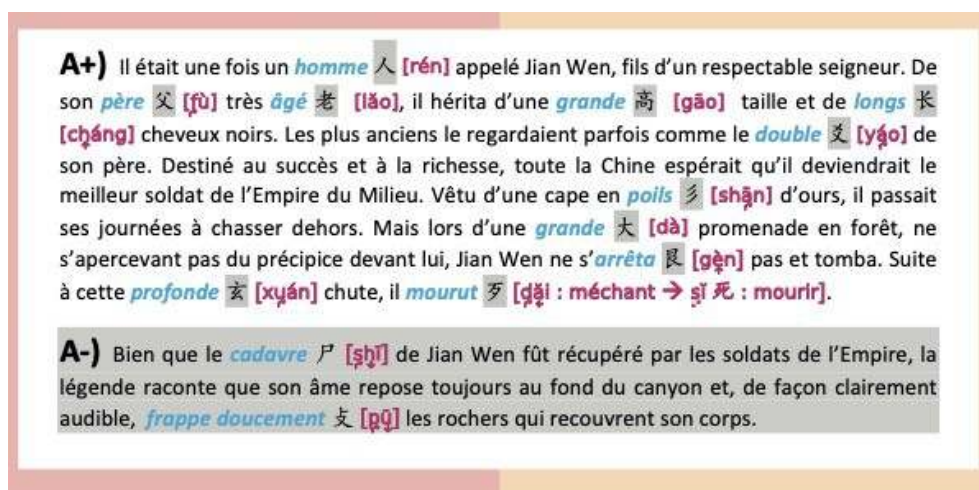 A+) Il était une fois un homme 人 [rén] appelé Jian Wen, fils d’un respectable seigneur. De
son père 父 [fù] très âgé 老 [lǎo], il hérita d’une grande 高 [gāo] taille et de longs 长
[cháng] cheveux noirs. Les plus anciens le regardaient parfois comme le double 爻 [yáo] de
son père. Destiné au succès et à la richesse, toute la Chine espérait qu’il deviendrait le
meilleur soldat de l’Empire du Milieu. Vêtu d’une cape en poils 彡 [shān] d’ours, il passait
ses journées à chasser dehors. Mais lors d’une grande 大 [dà] promenade en forêt, ne
s’apercevant pas du précipice devant lui, Jian Wen ne s’arrêta 艮 [gèn] pas et tomba. Suite
à cette profonde 玄 [xuán] chute, il mourut 歹 [dǎi : méchant → sǐ 死 : mourir].
A-) Bien que le cadavre 尸 [shī] de Jian Wen fût récupéré par les soldats de l’Empire, la
légende raconte que son âme repose toujours au fond du canyon et, de façon clairement
audible, frappe doucement 攴 [pū] les rochers qui recouvrent son corps.